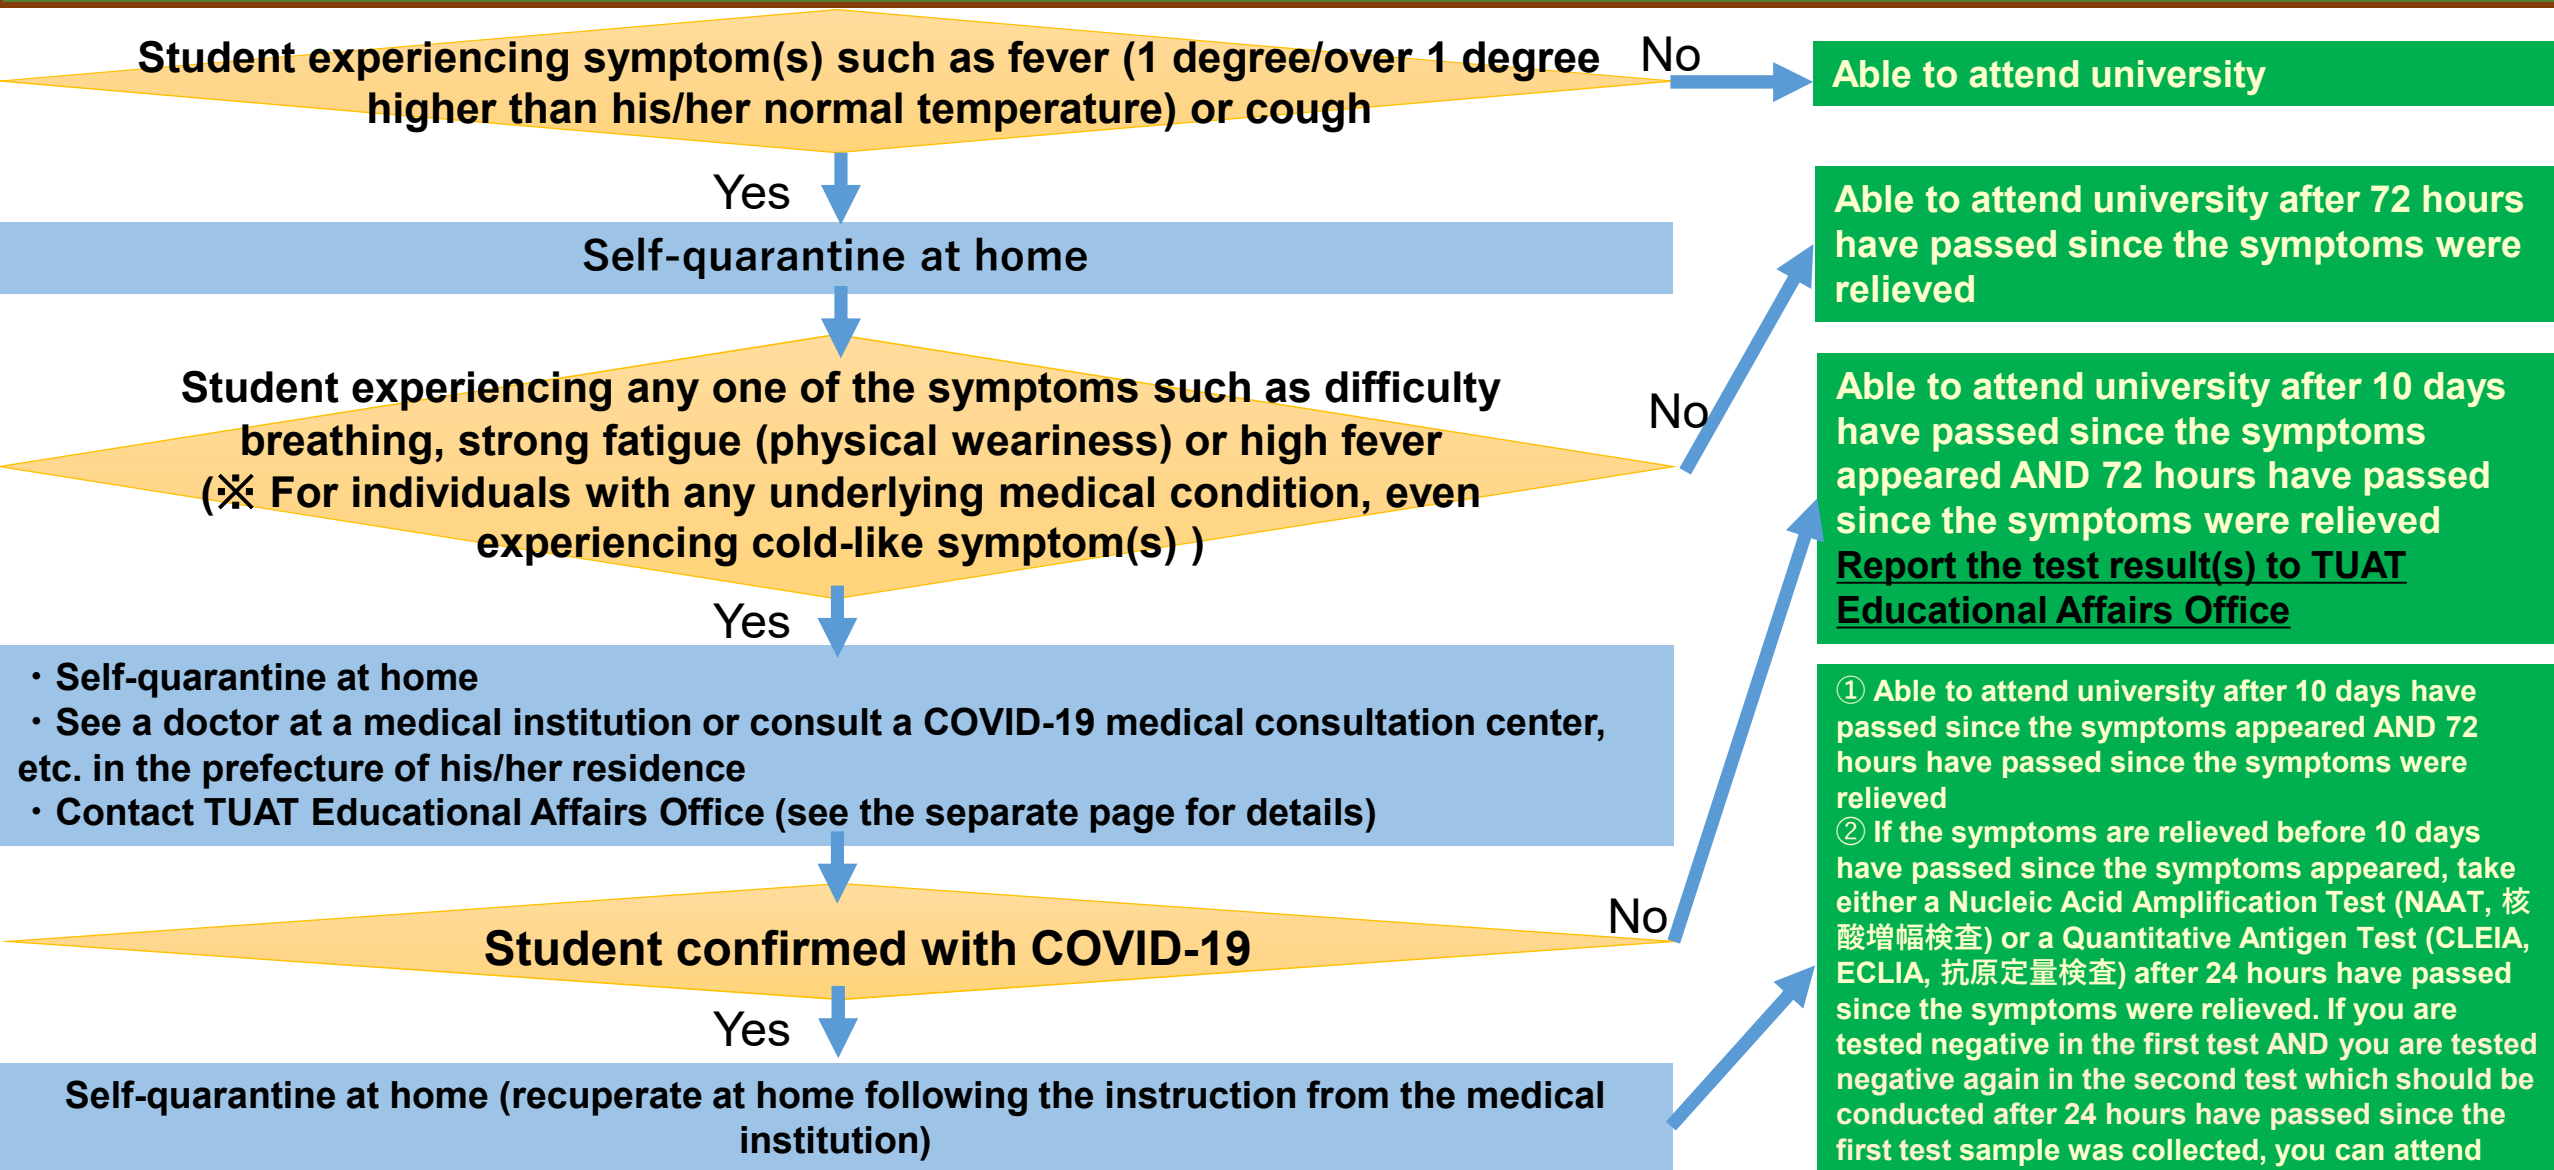 Student experiencing symptom(s) such as fever (1 degree/over 1 degree
higher than his/her normal temperature) or cough
No
Able to attend university
Yes
Self-quarantine at home
Able to attend university after 72 hours
have passed since the symptoms were
relieved
Student experiencing any one of the symptoms such as difficulty
breathing, strong fatigue (physical weariness) or high fever
(※ For individuals with any underlying medical condition, even
experiencing cold-like symptom(s) )
No
Able to attend university after 10 days
have passed since the symptoms
appeared AND 72 hours have passed
since the symptoms were relieved
Report the test result(s) to TUAT
Educational Affairs Office
Yes
・Self-quarantine at home
・See a doctor at a medical institution or consult a COVID-19 medical consultation center,
etc. in the prefecture of his/her residence
・Contact TUAT Educational Affairs Office (see the separate page for details)
Student confirmed with COVID-19
No
Yes
Self-quarantine at home (recuperate at home following the instruction from the medical
institution)
① Able to attend university after 10 days have
passed since the symptoms appeared AND 72
hours have passed since the symptoms were
relieved
② If the symptoms are relieved before 10 days
have passed since the symptoms appeared, take
either a Nucleic Acid Amplification Test (NAAT, 核
酸増幅検査) or a Quantitative Antigen Test (CLEIA,
ECLIA, 抗原定量検査) after 24 hours have passed
since the symptoms were relieved. If you are
tested negative in the first test AND you are tested
negative again in the second test which should be
conducted after 24 hours have passed since the
first test sample was collected, you can attend